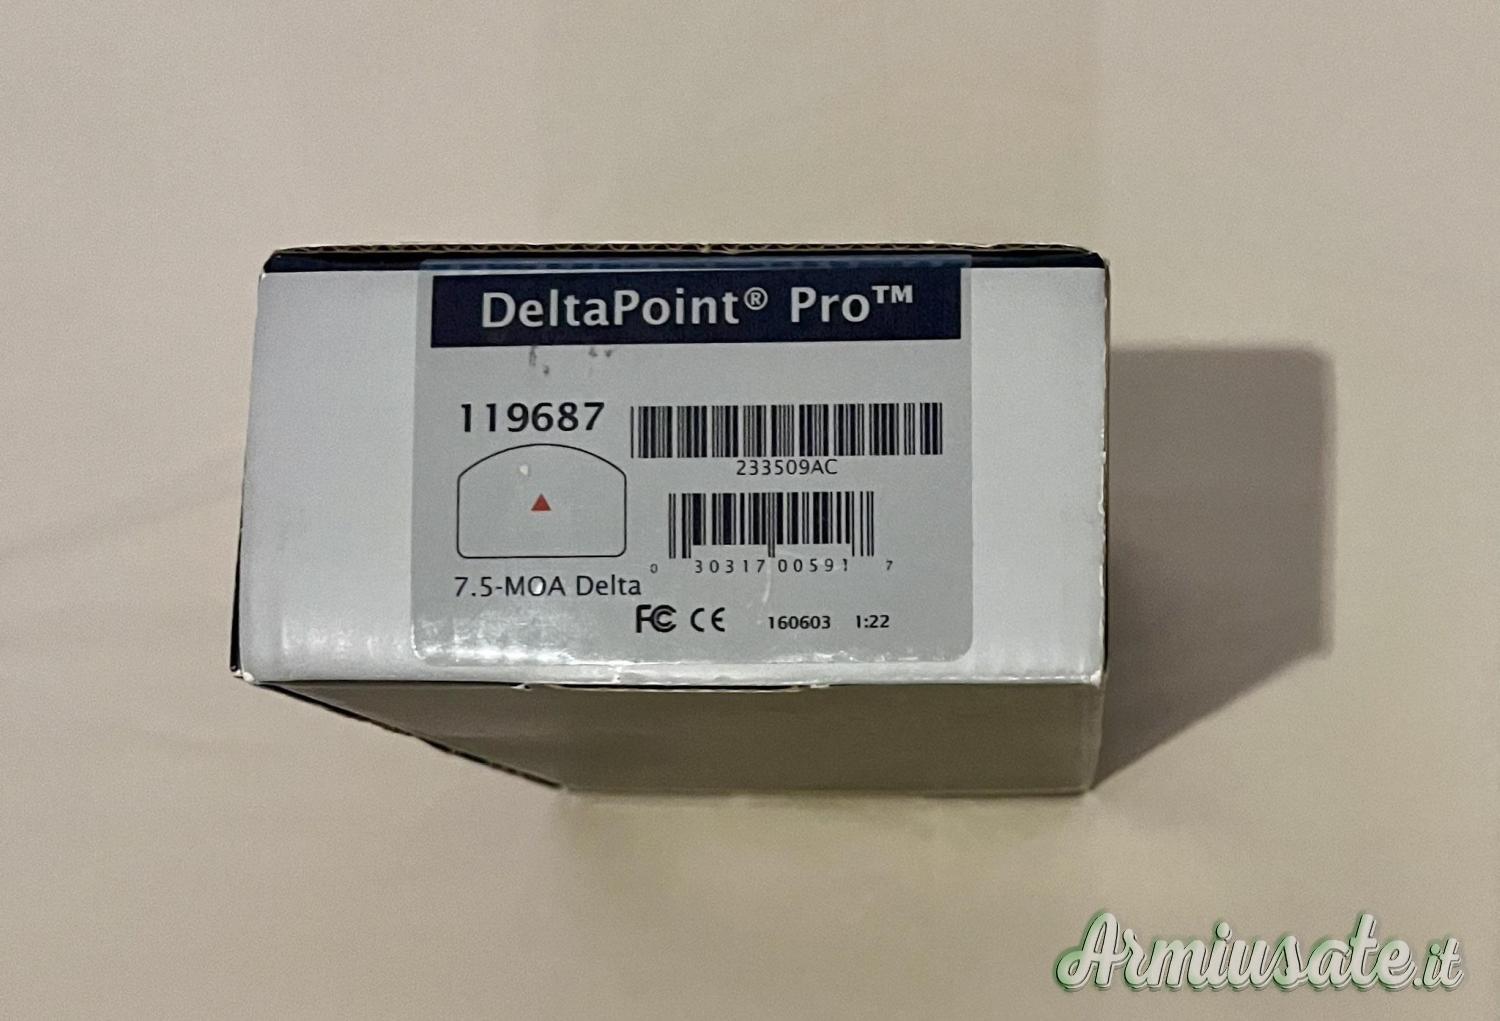 DeltaPoint® Pro™
119687
233509AC
0 30317 00591 7
7.5-MOA Delta
FC CE 160603 1:22
Armiusate.it